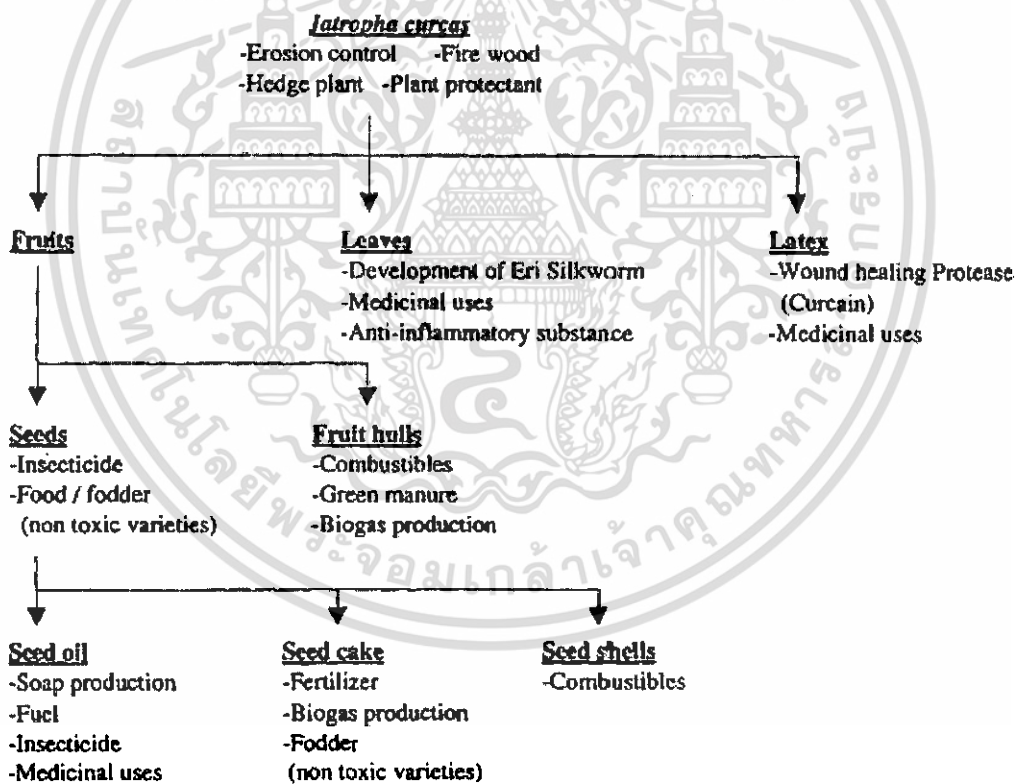 Jatropha curcas
-Erosion control -Fire wood
-Hedge plant -Plant protectant
Fruits
Leaves
-Development of Eri Silkworm
-Medicinal uses
-Anti-inflammatory substance
Latex
-Wound healing Protease
(Curcain)
-Medicinal uses
Seeds
-Insecticide
-Food / fodder
(non toxic varieties)
Fruit hulls
-Combustibles
-Green manure
-Biogas production
Seed oil
-Soap production
-Fuel
-Insecticide
-Medicinal uses
Seed cake
-Fertilizer
-Biogas production
-Fodder
(non toxic varieties)
Seed shells
-Combustibles